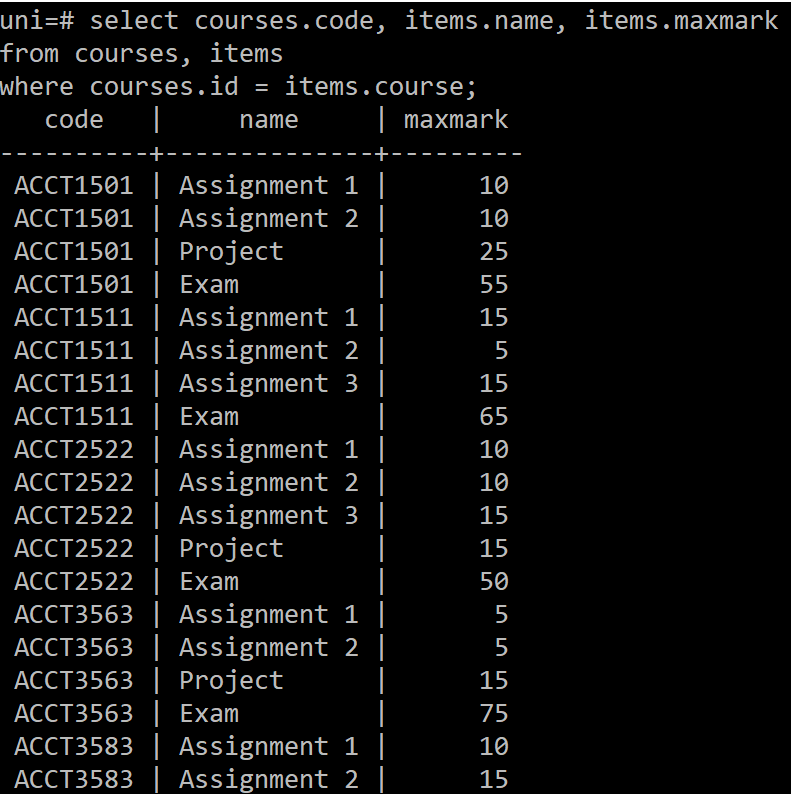 uni=# select courses.code, items.name, items.maxmark
from courses, items
where courses.id = items.course;
   code   |     name     | maxmark
----------+--------------+---------
 ACCT1501 | Assignment 1 |      10
 ACCT1501 | Assignment 2 |      10
 ACCT1501 | Project      |      25
 ACCT1501 | Exam         |      55
 ACCT1511 | Assignment 1 |      15
 ACCT1511 | Assignment 2 |       5
 ACCT1511 | Assignment 3 |      15
 ACCT1511 | Exam         |      65
 ACCT2522 | Assignment 1 |      10
 ACCT2522 | Assignment 2 |      10
 ACCT2522 | Assignment 3 |      15
 ACCT2522 | Project      |      15
 ACCT2522 | Exam         |      50
 ACCT3563 | Assignment 1 |       5
 ACCT3563 | Assignment 2 |       5
 ACCT3563 | Project      |      15
 ACCT3563 | Exam         |      75
 ACCT3583 | Assignment 1 |      10
 ACCT3583 | Assignment 2 |      15